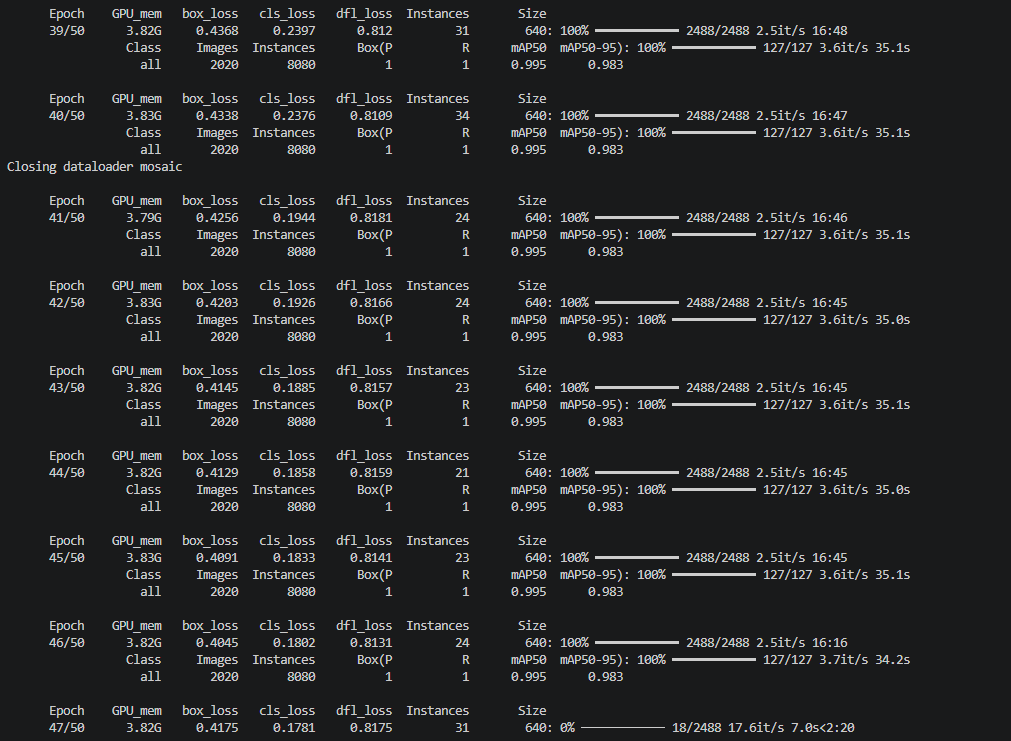 Epoch GPU_mem box_loss cls_loss dfl_loss Instances Size
39/50 3.82G 0.4368 0.2397 0.812 31 640: 100% ━━━━━━━━━━━━ 2488/2488 2.5it/s 16:48
Class Images Instances Box(P R mAP50 mAP50-95): 100% ━━━━━━━━━━━━ 127/127 3.6it/s 35.1s
all 2020 8080 1 1 0.995 0.983
Epoch GPU_mem box_loss cls_loss dfl_loss Instances Size
40/50 3.83G 0.4338 0.2376 0.8109 34 640: 100% ━━━━━━━━━━━━ 2488/2488 2.5it/s 16:47
Class Images Instances Box(P R mAP50 mAP50-95): 100% ━━━━━━━━━━━━ 127/127 3.6it/s 35.1s
all 2020 8080 1 1 0.995 0.983
Closing dataloader mosaic
Epoch GPU_mem box_loss cls_loss dfl_loss Instances Size
41/50 3.79G 0.4256 0.1944 0.8181 24 640: 100% ━━━━━━━━━━━━ 2488/2488 2.5it/s 16:46
Class Images Instances Box(P R mAP50 mAP50-95): 100% ━━━━━━━━━━━━ 127/127 3.6it/s 35.1s
all 2020 8080 1 1 0.995 0.983
Epoch GPU_mem box_loss cls_loss dfl_loss Instances Size
42/50 3.83G 0.4203 0.1926 0.8166 24 640: 100% ━━━━━━━━━━━━ 2488/2488 2.5it/s 16:45
Class Images Instances Box(P R mAP50 mAP50-95): 100% ━━━━━━━━━━━━ 127/127 3.6it/s 35.0s
all 2020 8080 1 1 0.995 0.983
Epoch GPU_mem box_loss cls_loss dfl_loss Instances Size
43/50 3.82G 0.4145 0.1885 0.8157 23 640: 100% ━━━━━━━━━━━━ 2488/2488 2.5it/s 16:45
Class Images Instances Box(P R mAP50 mAP50-95): 100% ━━━━━━━━━━━━ 127/127 3.6it/s 35.1s
all 2020 8080 1 1 0.995 0.983
Epoch GPU_mem box_loss cls_loss dfl_loss Instances Size
44/50 3.82G 0.4129 0.1858 0.8159 21 640: 100% ━━━━━━━━━━━━ 2488/2488 2.5it/s 16:45
Class Images Instances Box(P R mAP50 mAP50-95): 100% ━━━━━━━━━━━━ 127/127 3.6it/s 35.0s
all 2020 8080 1 1 0.995 0.983
Epoch GPU_mem box_loss cls_loss dfl_loss Instances Size
45/50 3.83G 0.4091 0.1833 0.8141 23 640: 100% ━━━━━━━━━━━━ 2488/2488 2.5it/s 16:45
Class Images Instances Box(P R mAP50 mAP50-95): 100% ━━━━━━━━━━━━ 127/127 3.6it/s 35.1s
all 2020 8080 1 1 0.995 0.983
Epoch GPU_mem box_loss cls_loss dfl_loss Instances Size
46/50 3.82G 0.4045 0.1802 0.8131 24 640: 100% ━━━━━━━━━━━━ 2488/2488 2.5it/s 16:16
Class Images Instances Box(P R mAP50 mAP50-95): 100% ━━━━━━━━━━━━ 127/127 3.7it/s 34.2s
all 2020 8080 1 1 0.995 0.983
Epoch GPU_mem box_loss cls_loss dfl_loss Instances Size
47/50 3.82G 0.4175 0.1781 0.8175 31 640: 0% ──────────── 18/2488 17.6it/s 7.0s<2:20